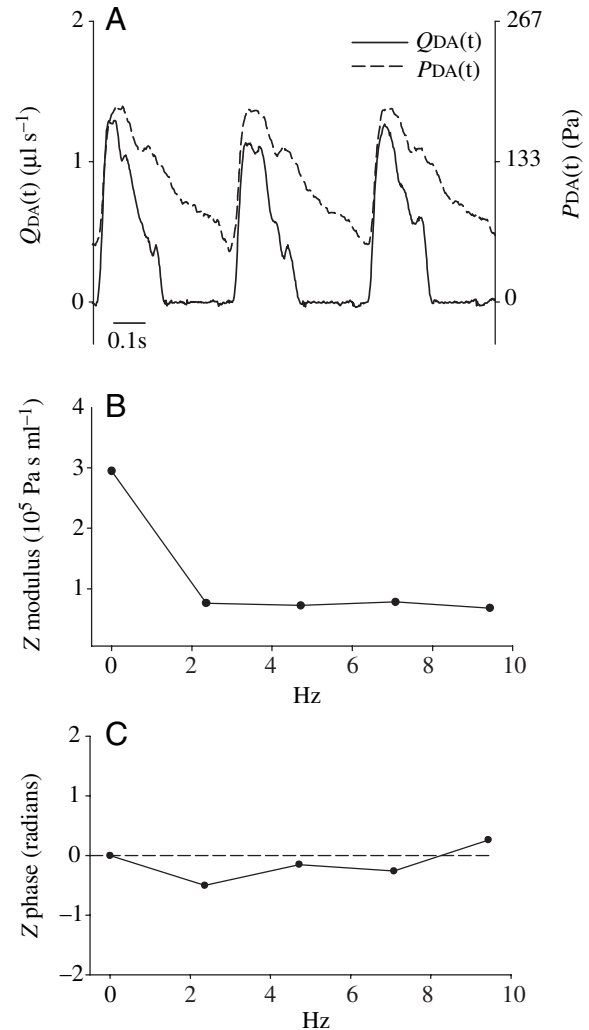 A
2
1
0
QDA(t) (μl s⁻¹)
QDA(t)
PDA(t)
267
133
0
PDA(t) (Pa)
0.1s
B
4
3
2
1
Z modulus (10⁵ Pa s ml⁻¹)
0 2 4 6 8 10
Hz
C
2
1
0
−1
−2
Z phase (radians)
0 2 4 6 8 10
Hz